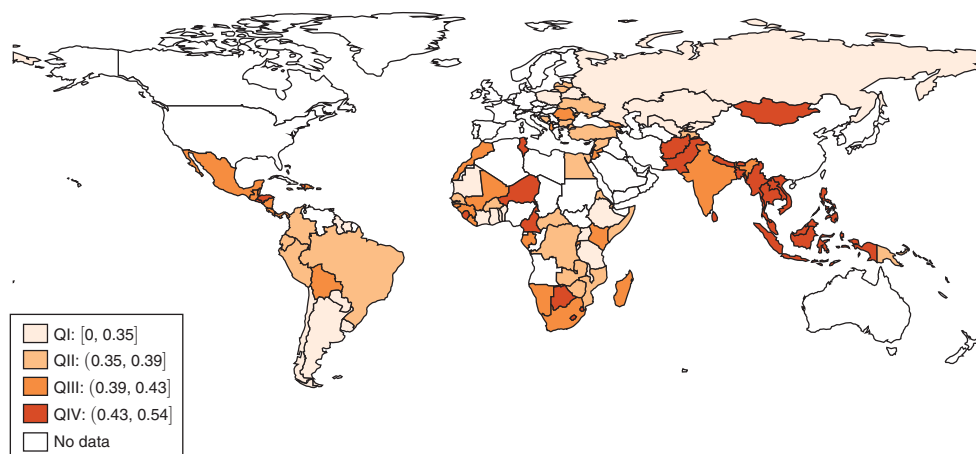 QI: [0, 0.35]
QII: (0.35, 0.39]
QIII: (0.39, 0.43]
QIV: (0.43, 0.54]
No data